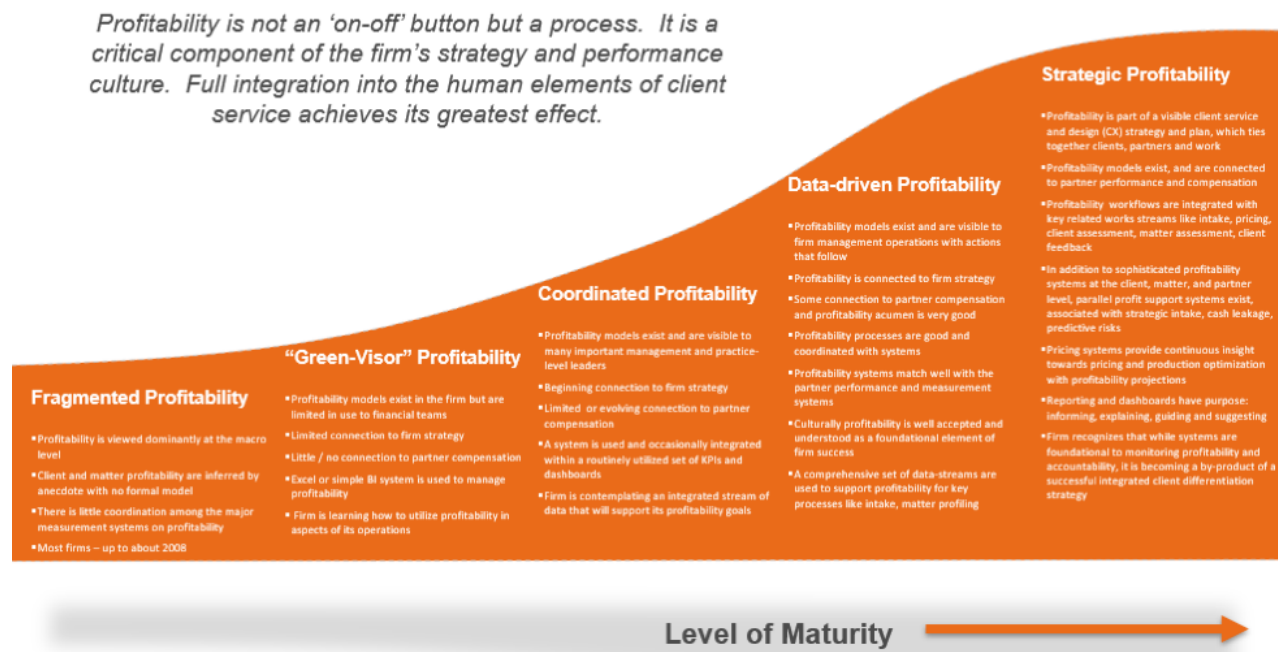 Profitability is not an ‘on-off’ button but a process.  It is a
critical component of the firm’s strategy and performance
culture.  Full integration into the human elements of client
service achieves its greatest effect.
Fragmented Profitability
▪Profitability is viewed dominantly at the macro
level
▪Client and matter profitability are inferred by
anecdote with no formal model
▪There is little coordination among the major
measurement systems on profitability
▪Most firms – up to about 2008
“Green-Visor” Profitability
▪Profitability models exist in the firm but are
limited in use to financial teams
▪Limited connection to firm strategy
▪Little / no connection to partner compensation
▪Excel or simple BI system is used to manage
profitability
▪ Firm is learning how to utilize profitability in
aspects of its operations
Coordinated Profitability
▪Profitability models exist and are visible to
many important management and practice-
level leaders
▪Beginning connection to firm strategy
▪Limited  or evolving connection to partner
compensation
▪A system is used and occasionally integrated
within a routinely utilized set of KPIs and
dashboards
▪Firm is contemplating an integrated stream of
data that will support its profitability goals
Data-driven Profitability
▪Profitability models exist and are visible to
firm management operations with actions
that follow
▪Profitability is connected to firm strategy
▪Some connection to partner compensation
and profitability acumen is very good
▪Profitability processes are good and
coordinated with systems
▪Profitability systems match well with the
partner performance and measurement
systems
▪Culturally profitability is well accepted and
understood as a foundational element of
firm success
▪A comprehensive set of data-streams are
used to support profitability for key
processes like intake, matter profiling
Strategic Profitability
▪Profitability is part of a visible client service
and design (CX) strategy and plan, which ties
together clients, partners and work
▪Profitability models exist, and are connected
to partner performance and compensation
▪Profitability  workflows are integrated with
key related works streams like intake, pricing,
client assessment, matter assessment, client
feedback
▪In addition to sophisticated profitability
systems at the client, matter, and partner
level, parallel profit support systems exist,
associated with strategic intake, cash leakage,
predictive risks
▪Pricing systems provide continuous insight
towards pricing and production optimization
with profitability projections
▪Reporting and dashboards have purpose:
informing, explaining, guiding and suggesting
▪Firm recognizes that while systems are
foundational to monitoring profitability and
accountability, it is becoming a by-product of a
successful integrated client differentiation
strategy
Level of Maturity